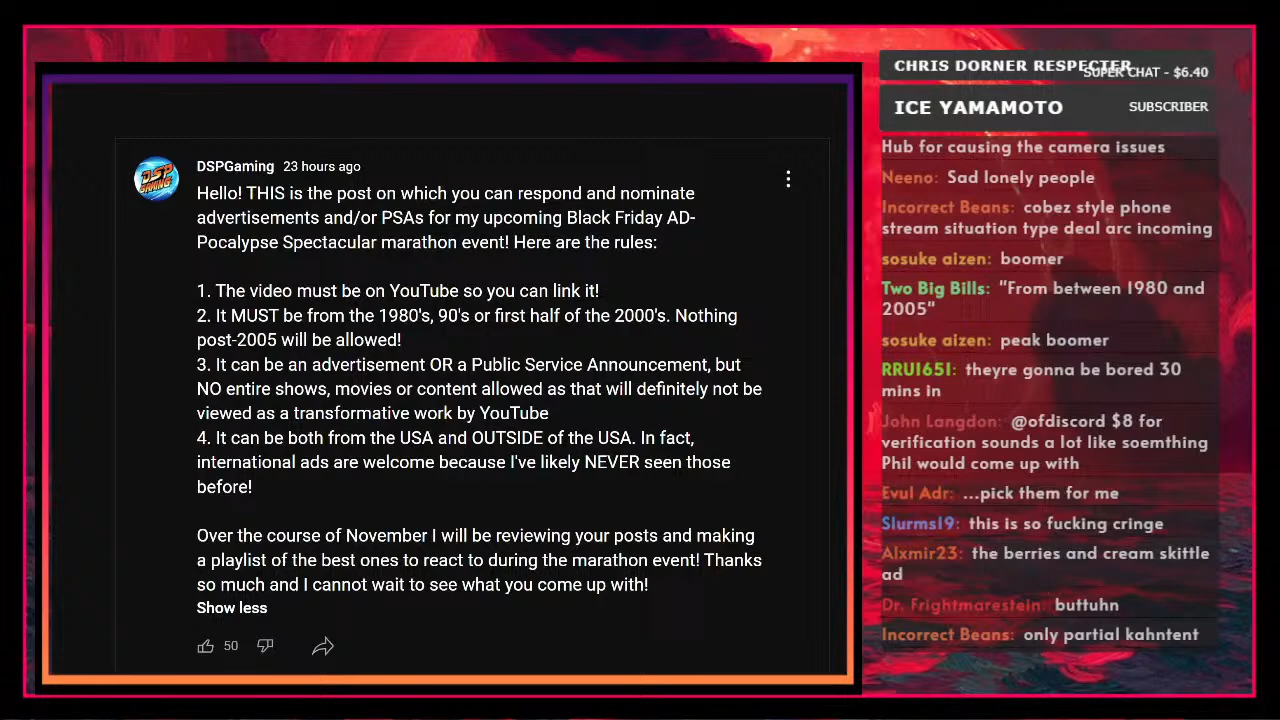 DSPGaming 23 hours ago
Hello! THIS is the post on which you can respond and nominate
advertisements and/or PSAs for my upcoming Black Friday AD-
Pocalypse Spectacular marathon event! Here are the rules:
1. The video must be on YouTube so you can link it!
2. It MUST be from the 1980's, 90's or first half of the 2000's. Nothing
post-2005 will be allowed!
3. It can be an advertisement OR a Public Service Announcement, but
NO entire shows, movies or content allowed as that will definitely not be
viewed as a transformative work by YouTube
4. It can be both from the USA and OUTSIDE of the USA. In fact,
international ads are welcome because I've likely NEVER seen those
before!
Over the course of November I will be reviewing your posts and making
a playlist of the best ones to react to during the marathon event! Thanks
so much and I cannot wait to see what you come up with!
Show less
50
DSP
GAMING
CHRIS DORNER RESPECTER
SUPER CHAT - $6.40
ICE YAMAMOTO SUBSCRIBER
Hub for causing the camera issues
Neeno: Sad lonely people
Incorrect Beans: cobez style phone
stream situation type deal arc incoming
sosuke aizen: boomer
Two Big Bills: "From between 1980 and
2005"
sosuke aizen: peak boomer
RRU1651: theyre gonna be bored 30
mins in
John Langdon: @ofdiscord $8 for
verification sounds a lot like soemthing
Phil would come up with
Evul Adr: ...pick them for me
Slurms19: this is so fucking cringe
Alxmir23: the berries and cream skittle
ad
Dr. Frightmarestein: buttuhn
Incorrect Beans: only partial kahntent